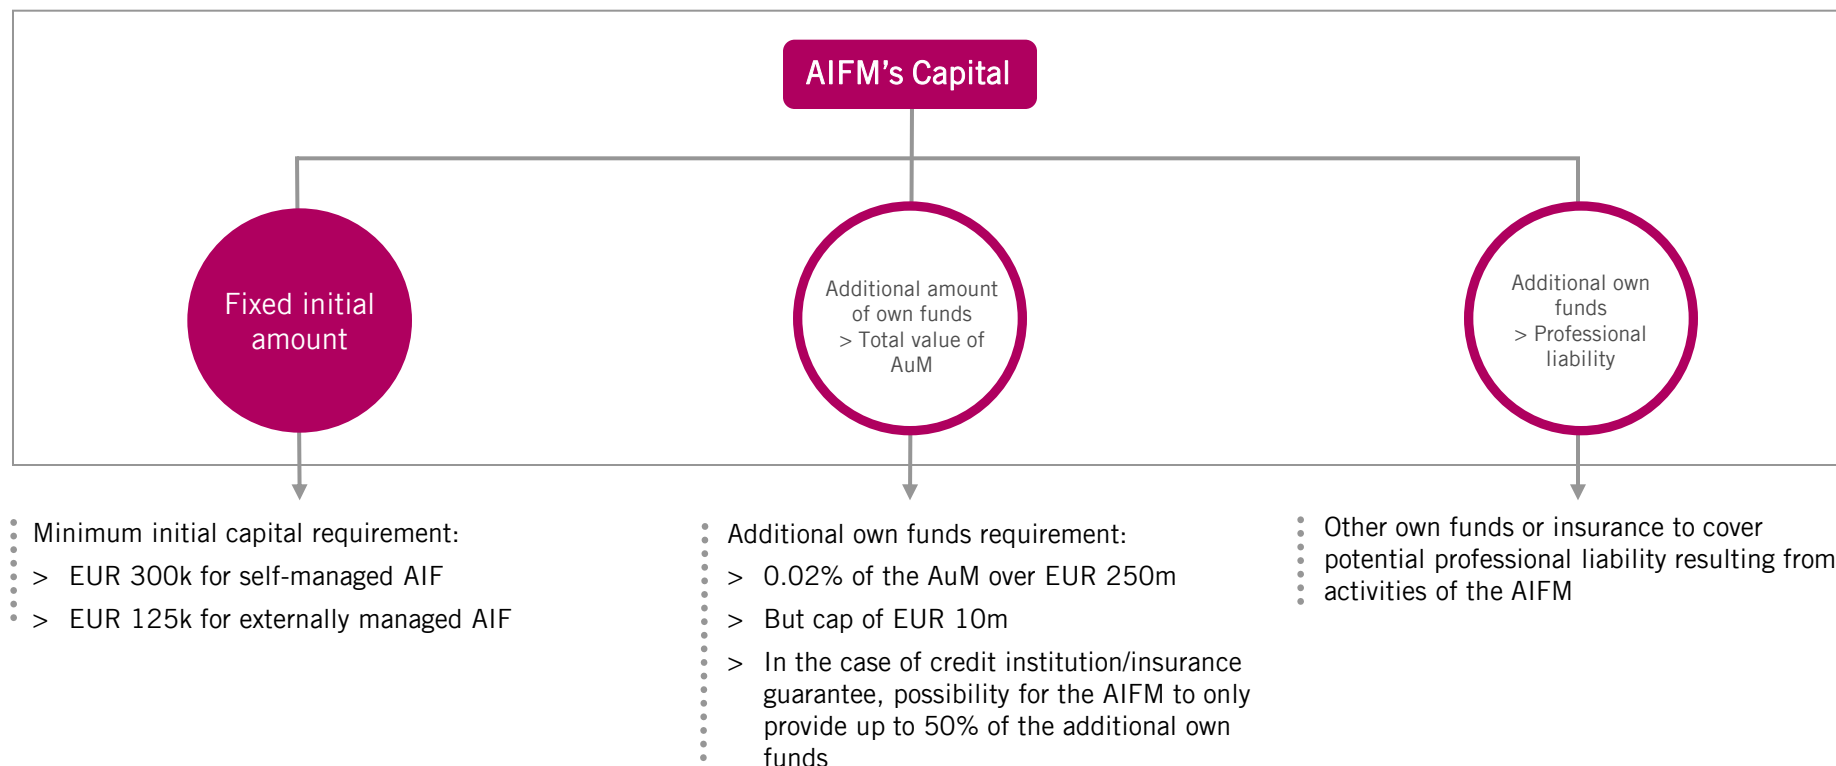 AIFM's Capital
Fixed initial
amount
Additional amount
of own funds
> Total value of
AuM
Additional own
funds
> Professional
liability
Minimum initial capital requirement:
> EUR 300k for self-managed AIF
> EUR 125k for externally managed AIF
Additional own funds requirement:
> 0.02% of the AuM over EUR 250m
> But cap of EUR 10m
> In the case of credit institution/insurance
guarantee, possibility for the AIFM to only
provide up to 50% of the additional own
funds
Other own funds or insurance to cover
potential professional liability resulting from
activities of the AIFM